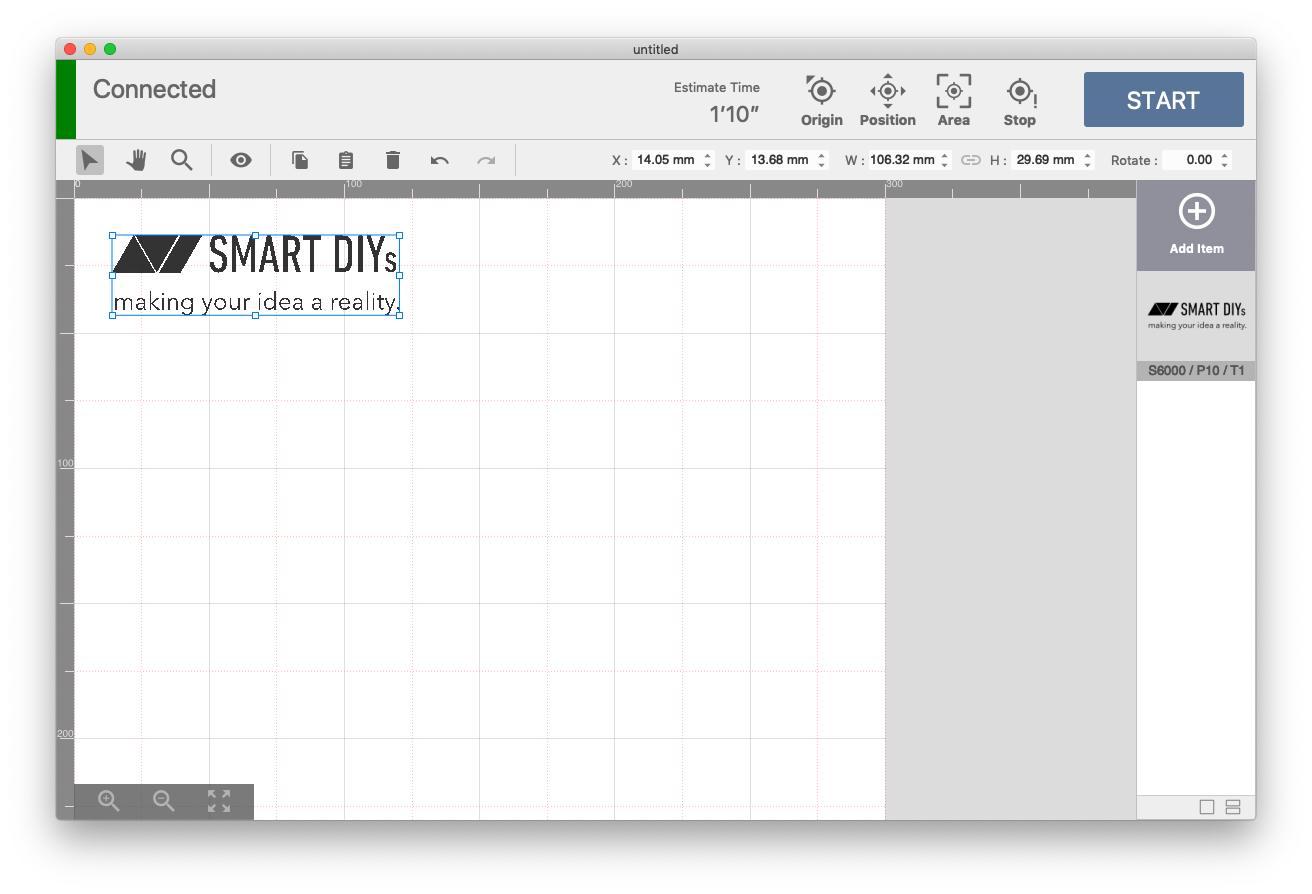 untitled
Connected
Estimate Time
1’10”
Origin
Position
Area
Stop
START
X : 14.05 mm
Y : 13.68 mm
W : 106.32 mm
H : 29.69 mm
Rotate : 0.00
0
100
200
300
SMART DIYs
making your idea a reality.
100
200
Add Item
SMART DIYs
making your idea a reality.
S6000 / P10 / T1